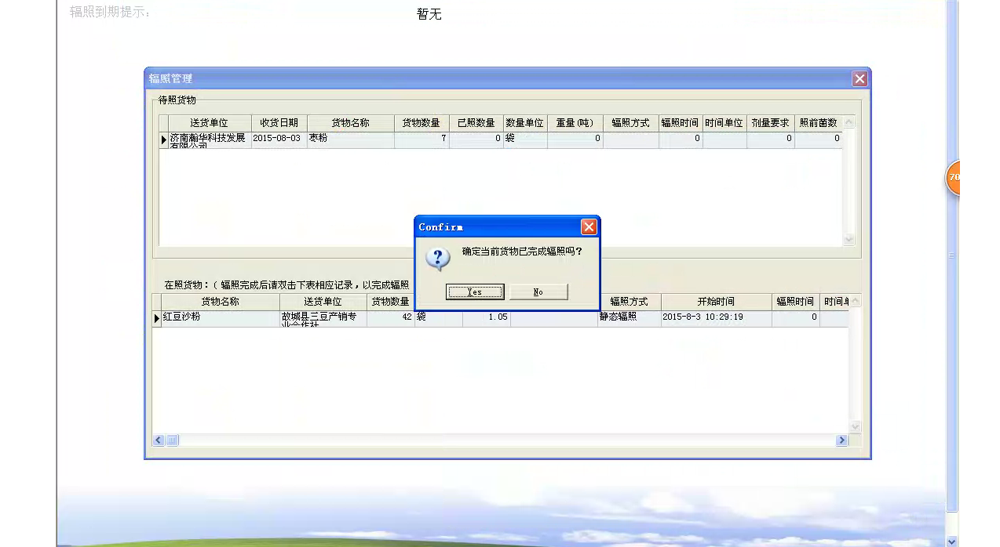 辐照到期提示：
暂无
辐照管理
待照货物
送货单位 收货日期 货物名称 货物数量 已照数量 数量单位 重量(吨) 辐照方式 辐照时间 时间单位 剂量要求 照前菌数
济南瀚华科技发展 2015-08-03 枣粉 7 0 袋 0 0 0 0
有限公司
Confirm
确定当前货物已完成辐照吗？
Yes No
在照货物：（ 辐照完成后请双击下表相应记录，以完成辐照
货物名称 送货单位 货物数量 辐照方式 开始时间 辐照时间 时间单
红豆沙粉 故城县三豆产销专 42 袋 1.05 静态辐照 2015-8-3 10:29:19 0
业合作社
70